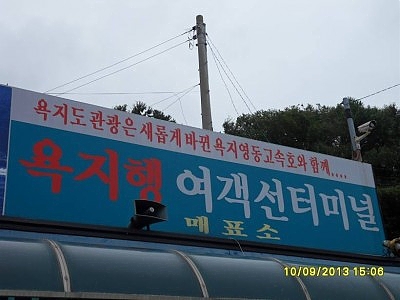 욕지도관광은 새롭게 바뀐 욕지영동고속호와 함께....
욕지행 여객선터미널
매표소
10/09/2013 15:06